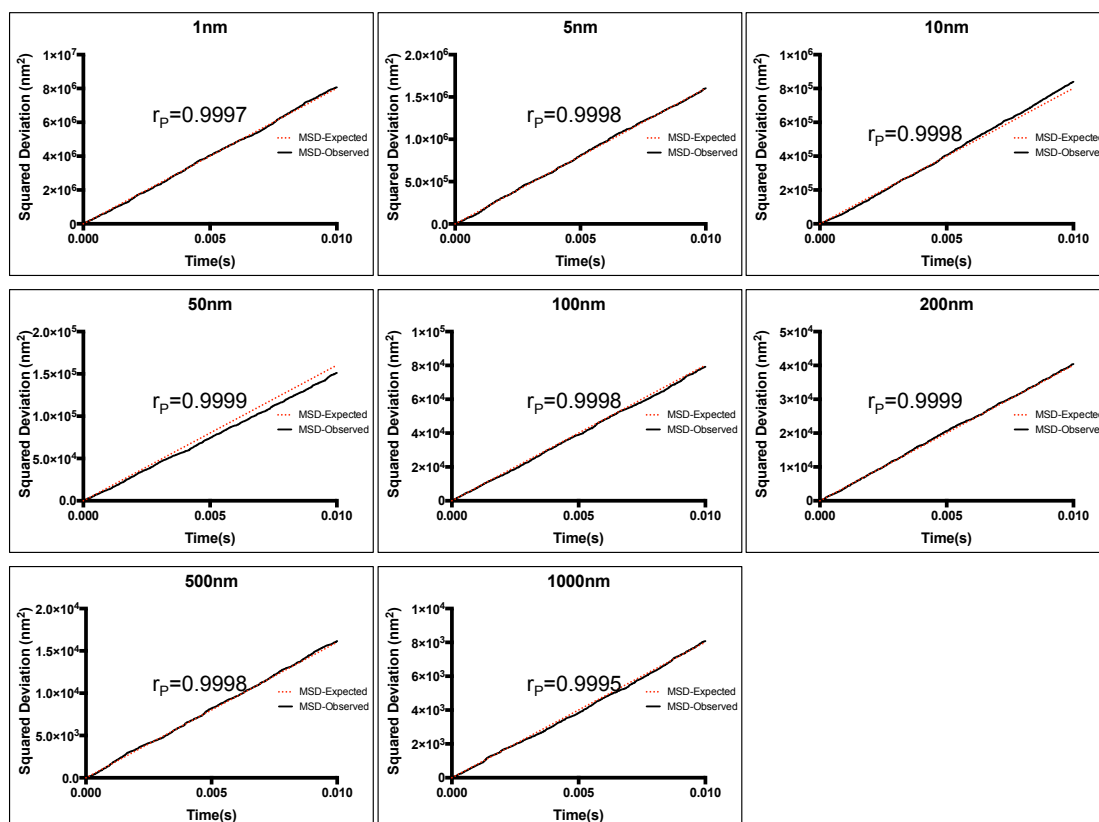 1nm
Squared Deviation (nm²)
1×10⁷
8×10⁶
6×10⁶
4×10⁶
2×10⁶
0
r_P=0.9997
MSD-Expected
MSD-Observed
0.000 0.005 0.010
Time(s)
5nm
Squared Deviation (nm²)
2.0×10⁶
1.5×10⁶
1.0×10⁶
5.0×10⁵
0.0
r_P=0.9998
MSD-Expected
MSD-Observed
0.000 0.005 0.010
Time(s)
10nm
Squared Deviation (nm²)
1×10⁶
8×10⁵
6×10⁵
4×10⁵
2×10⁵
0
r_P=0.9998
MSD-Expected
MSD-Observed
0.000 0.005 0.010
Time(s)
50nm
Squared Deviation (nm²)
2.0×10⁵
1.5×10⁵
1.0×10⁵
5.0×10⁴
0.0
r_P=0.9999
MSD-Expected
MSD-Observed
0.000 0.005 0.010
Time(s)
100nm
Squared Deviation (nm²)
1×10⁵
8×10⁴
6×10⁴
4×10⁴
2×10⁴
0
r_P=0.9998
MSD-Expected
MSD-Observed
0.000 0.005 0.010
Time(s)
200nm
Squared Deviation (nm²)
5×10⁴
4×10⁴
3×10⁴
2×10⁴
1×10⁴
0
r_P=0.9999
MSD-Expected
MSD-Observed
0.000 0.005 0.010
Time(s)
500nm
Squared Deviation (nm²)
2.0×10⁴
1.5×10⁴
1.0×10⁴
5.0×10³
0.0
r_P=0.9998
MSD-Expected
MSD-Observed
0.000 0.005 0.010
Time(s)
1000nm
Squared Deviation (nm²)
1×10⁴
8×10³
6×10³
4×10³
2×10³
0
r_P=0.9995
MSD-Expected
MSD-Observed
0.000 0.005 0.010
Time(s)